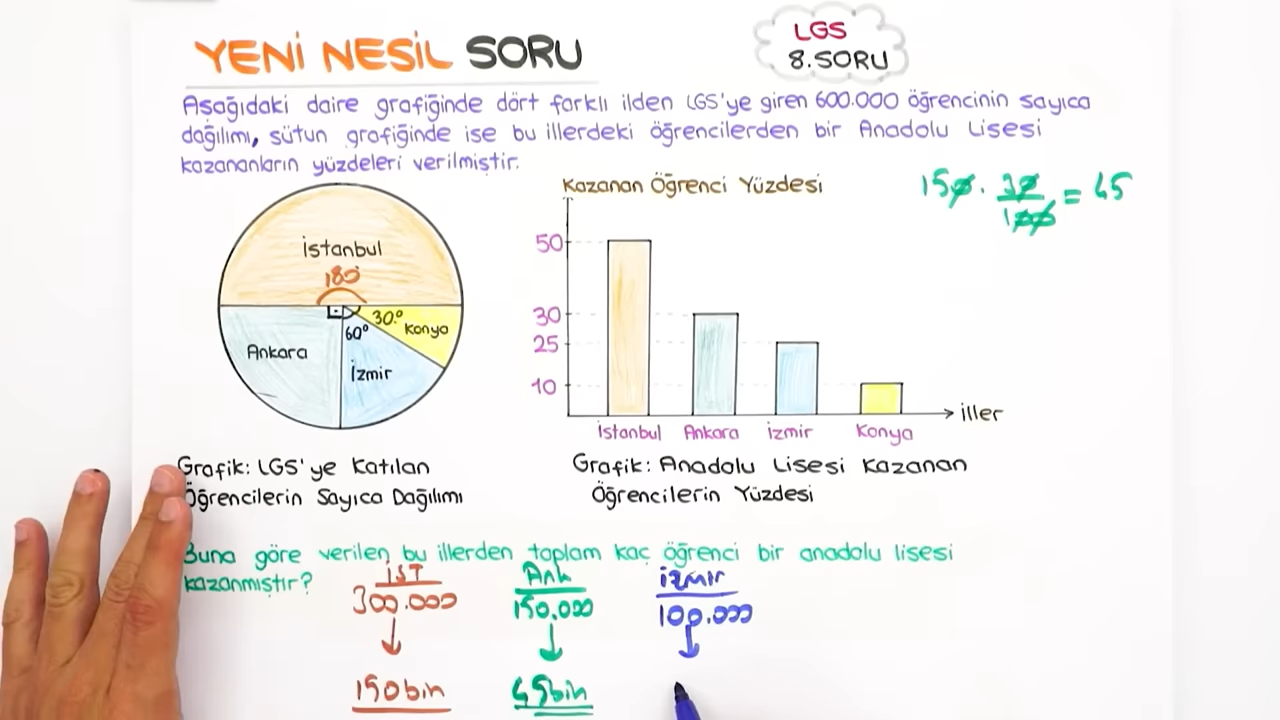 YENİ NESİL SORU
LGS
8.SORU
Aşağıdaki daire grafiğinde dört farklı ilden LGS'ye giren 600.000 öğrencinin sayıca
dağılımı, sütun grafiğinde ise bu illerdeki öğrencilerden bir Anadolu Lisesi
kazananların yüzdeleri verilmiştir.
İstanbul
180°
30°
Konya
60°
Ankara
İzmir
Kazanan Öğrenci Yüzdesi
50
30
25
10
İstanbul Ankara İzmir Konya
İller
150 . 30/100 = 45
Grafik: LGS'ye Katılan
Öğrencilerin Sayıca Dağılımı
Grafik: Anadolu Lisesi Kazanan
Öğrencilerin Yüzdesi
Buna göre verilen bu illerden toplam kaç öğrenci bir anadolu lisesi
kazanmıştır?
İST Ank İzmir
300.000 150.000 100.000
150bin 45bin